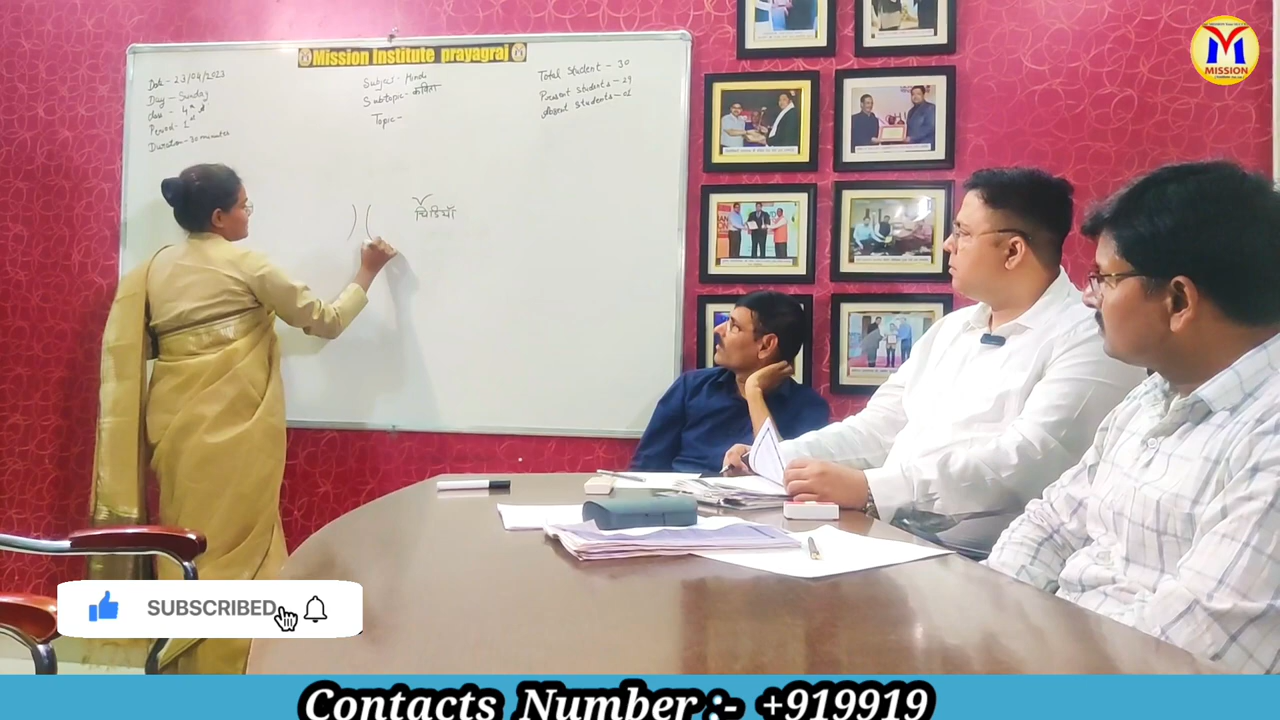 Mission Institute prayagraj
Date - 23/04/2023
Day - Sunday
class - 4th
Period - 1st
Duration - 30 minutes
Subject - Hindi
Subtopic - कविता
Topic -
Total Student - 30
Present Students - 29
Absent Students - 01
चिडियाँ
MISSION
SUBSCRIBED
Contacts Number :- +919919